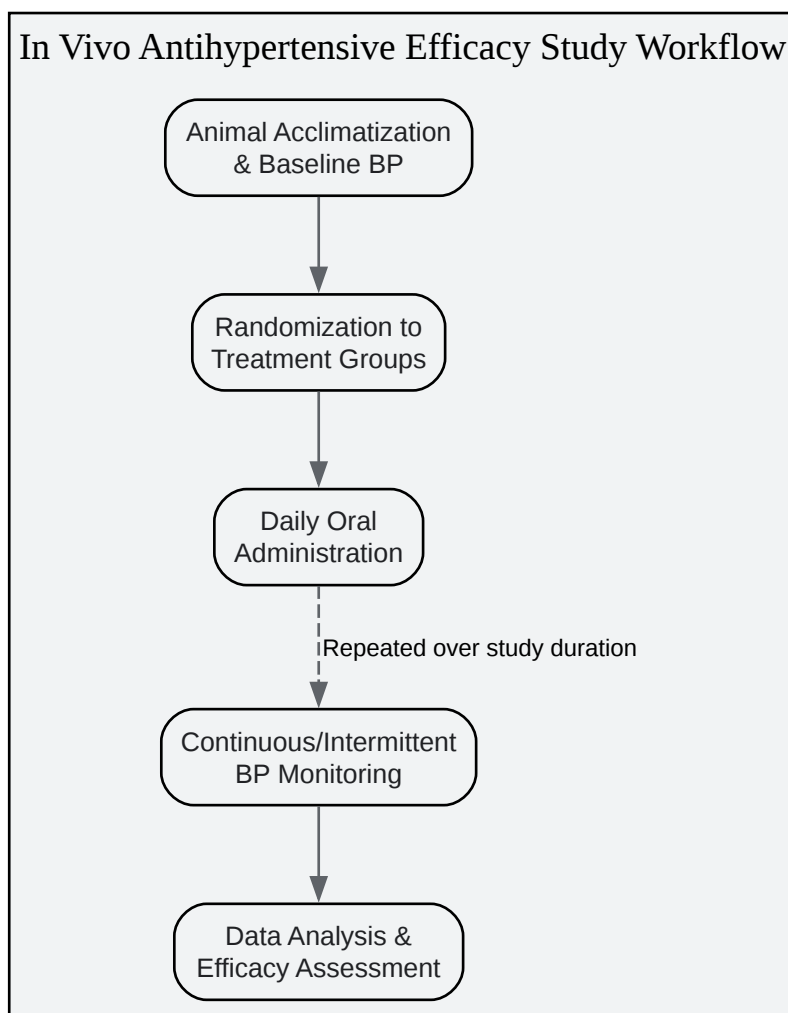 In Vivo Antihypertensive Efficacy Study Workflow
Animal Acclimatization
& Baseline BP
Randomization to
Treatment Groups
Daily Oral
Administration
Repeated over study duration
Continuous/Intermittent
BP Monitoring
Data Analysis &
Efficacy Assessment